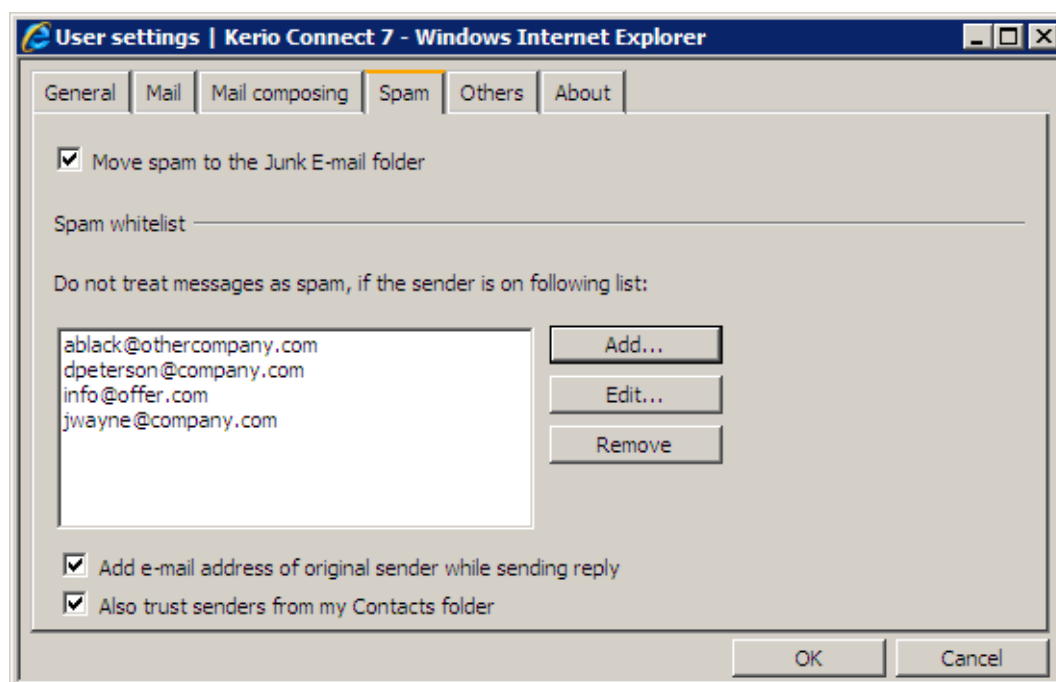 User settings | Kerio Connect 7 - Windows Internet Explorer
General Mail Mail composing Spam Others About
Move spam to the Junk E-mail folder
Spam whitelist
Do not treat messages as spam, if the sender is on following list:
ablack@othercompany.com
dpeterson@company.com
info@offer.com
jwayne@company.com
Add...
Edit...
Remove
Add e-mail address of original sender while sending reply
Also trust senders from my Contacts folder
OK Cancel